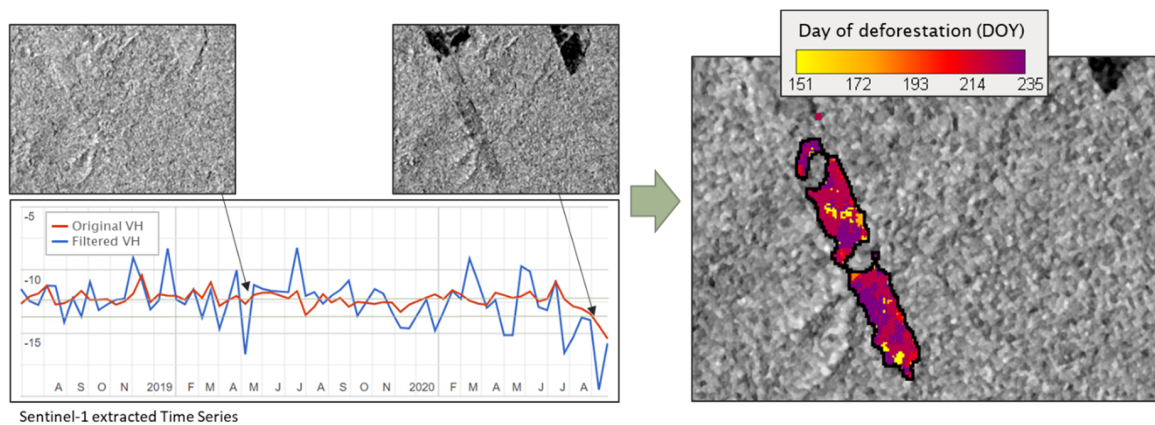 Day of deforestation (DOY)
151 172 193 214 235
-5
Original VH
Filtered VH
-10
-15
A S O N 2019 F M A M J J A S O N 2020 F M A M J J A
Sentinel-1 extracted Time Series